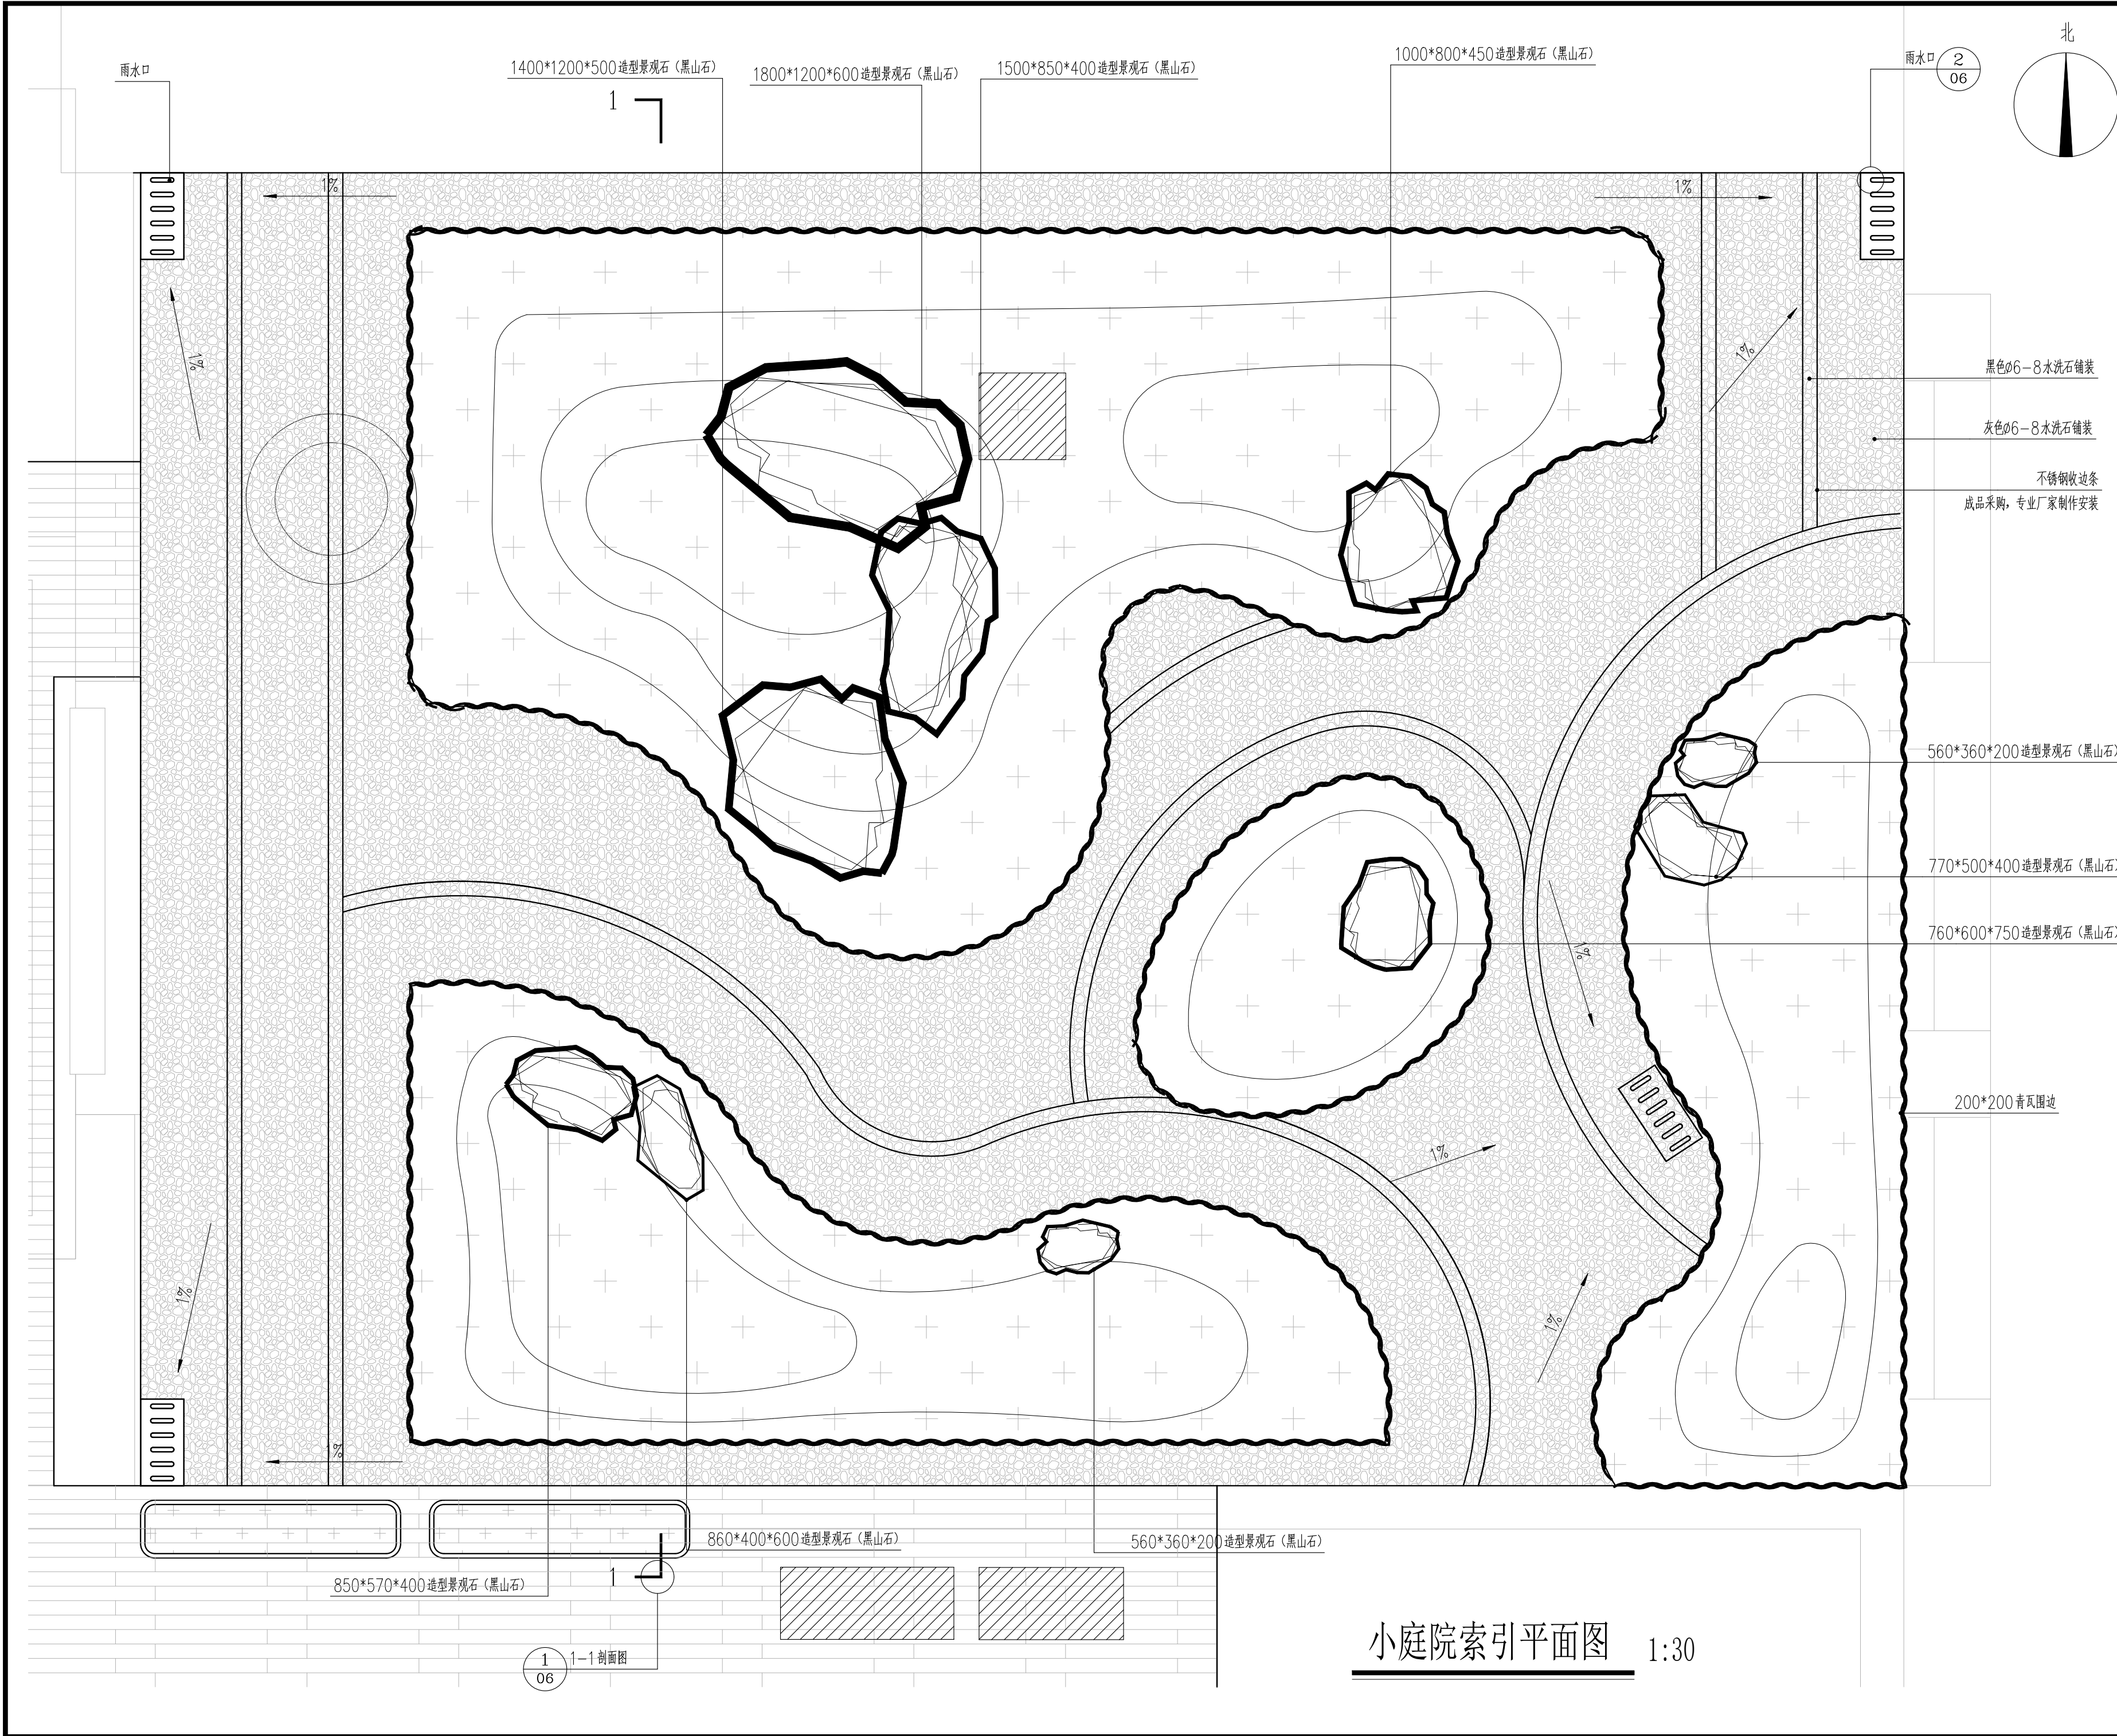 北
雨水口
1400*1200*500造型景观石（黑山石）
1800*1200*600造型景观石（黑山石）
1500*850*400造型景观石（黑山石）
1000*800*450造型景观石（黑山石）
雨水口
2
06
1
1%
1%
1%
1%
黑色Ø6-8水洗石铺装
灰色Ø6-8水洗石铺装
不锈钢收边条
成品采购，专业厂家制作安装
560*360*200造型景观石（黑山石）
770*500*400造型景观石（黑山石）
760*600*750造型景观石（黑山石）
1%
200*200青瓦围边
1%
1%
1%
1%
860*400*600造型景观石（黑山石）
560*360*200造型景观石（黑山石）
850*570*400造型景观石（黑山石）
1
1
06
1-1剖面图
小庭院索引平面图 1:30